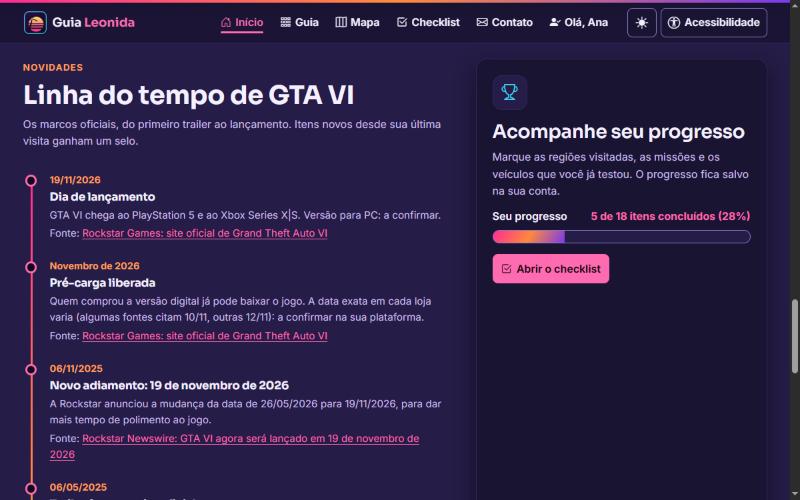 Guia Leonida
Início
Guia
Mapa
Checklist
Contato
Olá, Ana
Acessibilidade
NOVIDADES
Linha do tempo de GTA VI
Os marcos oficiais, do primeiro trailer ao lançamento. Itens novos desde sua última
visita ganham um selo.
19/11/2026
Dia de lançamento
GTA VI chega ao PlayStation 5 e ao Xbox Series X|S. Versão para PC: a confirmar.
Fonte: Rockstar Games: site oficial de Grand Theft Auto VI
Novembro de 2026
Pré-carga liberada
Quem comprou a versão digital já pode baixar o jogo. A data exata em cada loja
varia (algumas fontes citam 10/11, outras 12/11): a confirmar na sua plataforma.
Fonte: Rockstar Games: site oficial de Grand Theft Auto VI
06/11/2025
Novo adiamento: 19 de novembro de 2026
A Rockstar anunciou a mudança da data de 26/05/2026 para 19/11/2026, para dar
mais tempo de polimento ao jogo.
Fonte: Rockstar Newswire: GTA VI agora será lançado em 19 de novembro de
2026
06/05/2025
Acompanhe seu progresso
Marque as regiões visitadas, as missões e os
veículos que você já testou. O progresso fica salvo
na sua conta.
Seu progresso
5 de 18 itens concluídos (28%)
Abrir o checklist